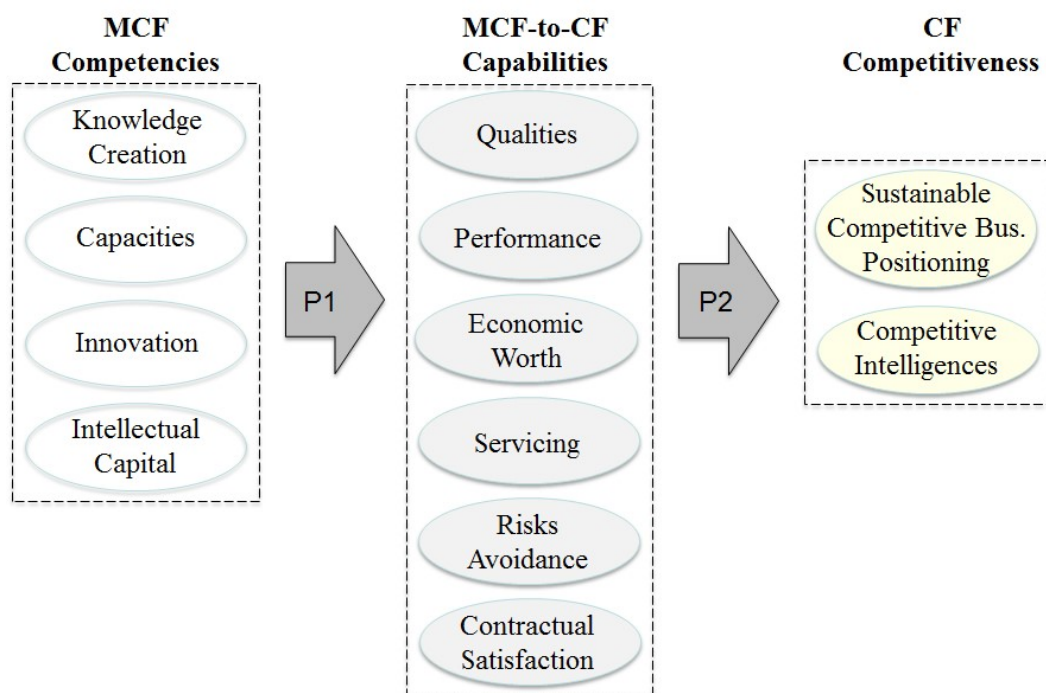 MCF
Competencies
Knowledge
Creation
Capacities
Innovation
Intellectual
Capital
P1
MCF-to-CF
Capabilities
Qualities
Performance
Economic
Worth
Servicing
Risks
Avoidance
Contractual
Satisfaction
P2
CF
Competitiveness
Sustainable
Competitive Bus.
Positioning
Competitive
Intelligences